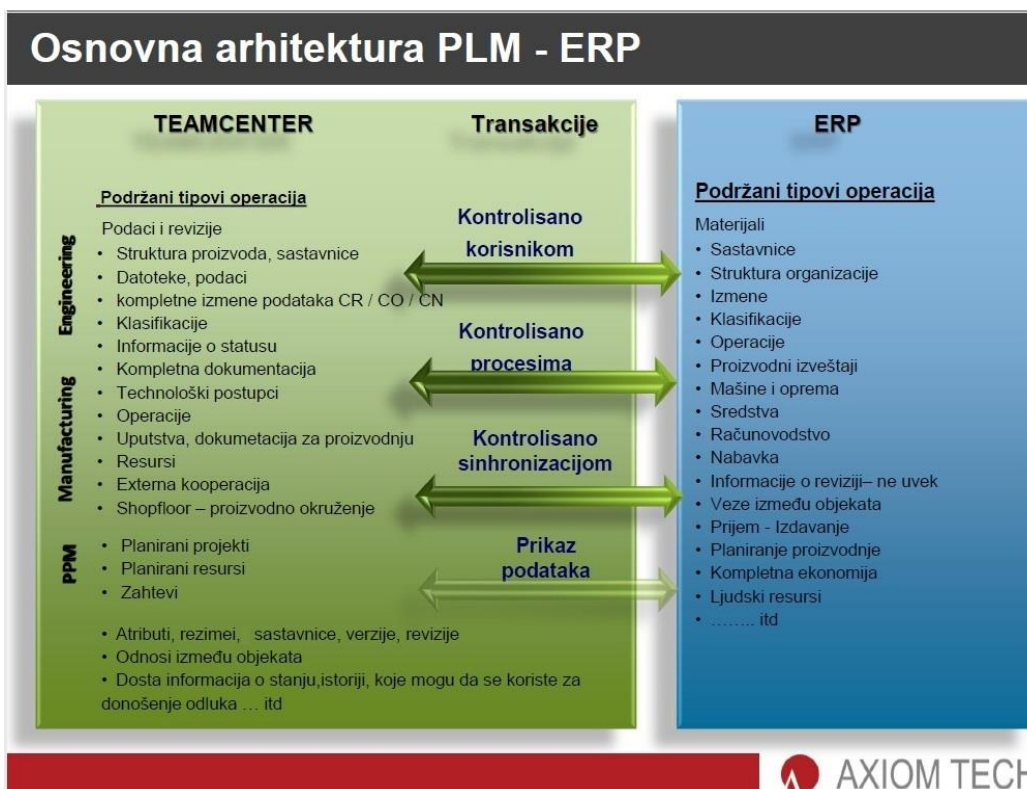 Osnovna arhitektura PLM - ERP
TEAMCENTER
Podržani tipovi operacija
Engineering
Podaci i revizije
• Struktura proizvoda, sastavnice
• Datoteke, podaci
• kompletne izmene podataka CR / CO / CN
• Klasifikacije
• Informacije o statusu
• Kompletna dokumentacija
Manufacturing
• Technološki postupci
• Operacije
• Uputstva, dokumetacija za proizvodnju
• Resursi
• Externa kooperacija
• Shopfloor – proizvodno okruženje
PPM
• Planirani projekti
• Planirani resursi
• Zahtevi
• Atributi, rezimei, sastavnice, verzije, revizije
• Odnosi između objekata
• Dosta informacija o stanju,istoriji, koje mogu da se koriste za
donošenje odluka … itd
Transakcije
Kontrolisano
korisnikom
Kontrolisano
procesima
Kontrolisano
sinhronizacijom
Prikaz
podataka
ERP
Podržani tipovi operacija
Materijali
• Sastavnice
• Struktura organizacije
• Izmene
• Klasifikacije
• Operacije
• Proizvodni izveštaji
• Mašine i oprema
• Sredstva
• Računovodstvo
• Nabavka
• Informacije o reviziji– ne uvek
• Veze između objekata
• Prijem - Izdavanje
• Planiranje proizvodnje
• Kompletna ekonomija
• Ljudski resursi
• …….. itd
AXIOM TECH